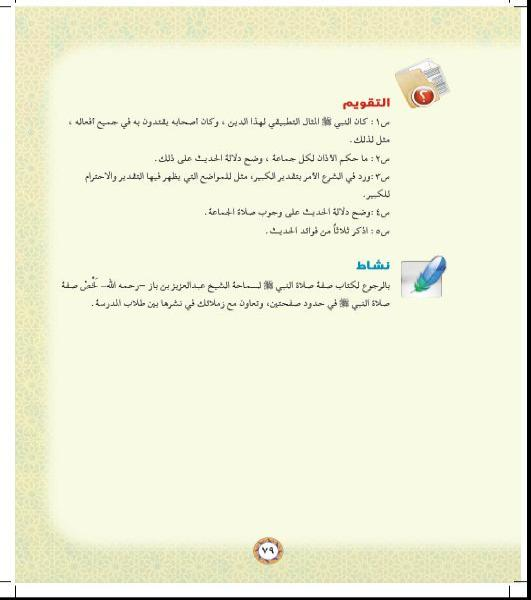 التقويم
س١: كان النبي ﷺ المثال التطبيقي لهذا الدين ، وكان أصحابه يقتدون به في جميع أفعاله ،
مثل لذلك.
س٢: ما حكم الأذان لكل جماعة ، وضح دلالة الحديث على ذلك.
س٣:ورد في الشرع الأمر بتقدير الكبير، مثل للمواضع التي يظهر فيها التقدير والاحترام
للكبير.
س٤:وضح دلالة الحديث على وجوب صلاة الجماعة.
س٥: اذكر ثلاثاً من فوائد الحديث.
نشاط
بالرجوع لكتاب صفة صلاة النبي ﷺ لسماحة الشيخ عبدالعزيز بن باز -رحمه الله- لَخِّصْ صفة
صلاة النبي ﷺ في حدود صفحتين، وتعاون مع زملائك في نشرها بين طلاب المدرسة .
٧٩